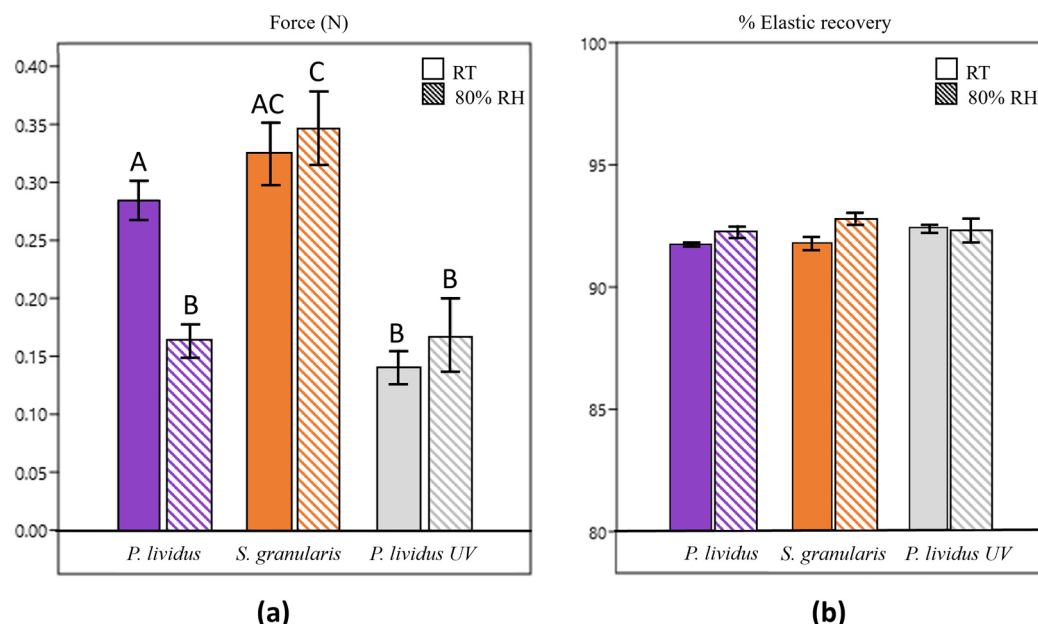 Force (N)
0.40
0.35
0.30
0.25
0.20
0.15
0.10
0.05
0.00
RT
80% RH
A
B
AC
C
B
B
P. lividus
S. granularis
P. lividus UV
(a)
% Elastic recovery
100
95
90
85
80
RT
80% RH
P. lividus
S. granularis
P. lividus UV
(b)